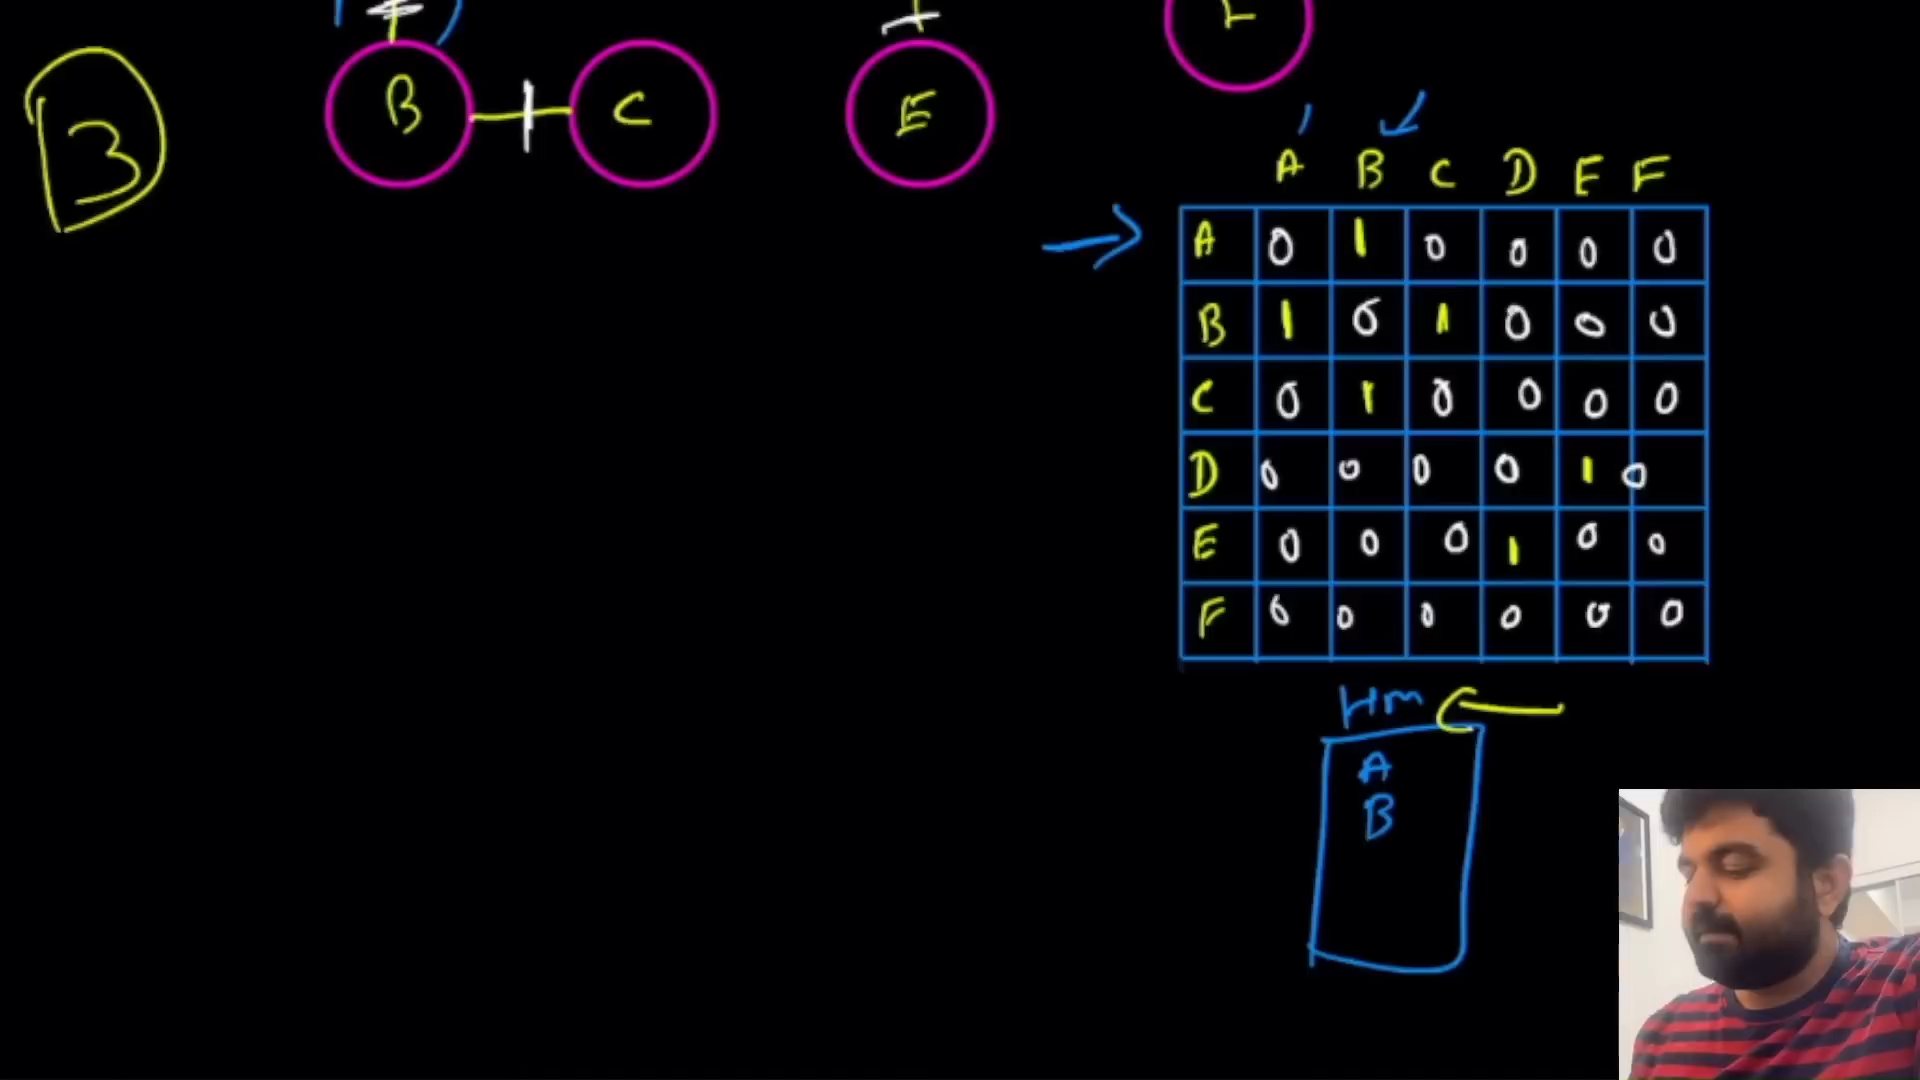 3
B C E F
A B C D E F
A 0 1 0 0 0 0
B 1 0 1 0 0 0
C 0 1 0 0 0 0
D 0 0 0 0 1 0
E 0 0 0 1 0 0
F 0 0 0 0 0 0
Hm
A
B